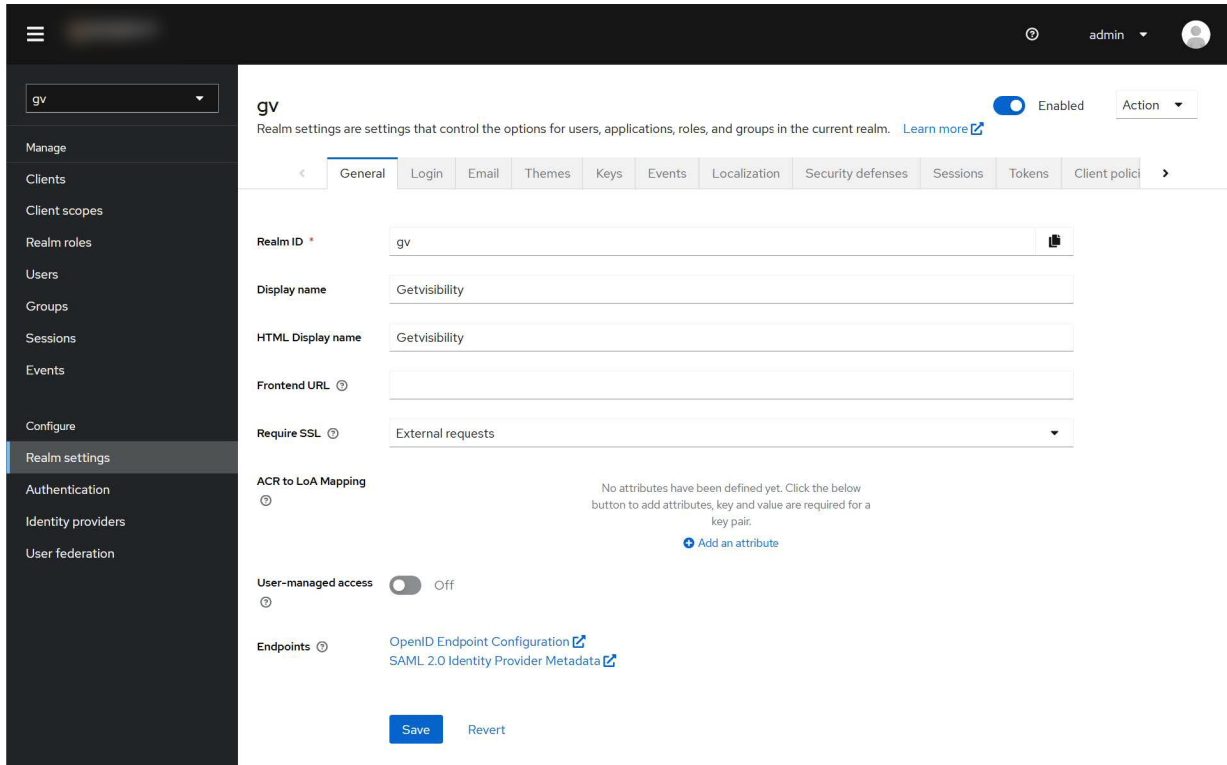 admin
gv
Manage
Clients
Client scopes
Realm roles
Users
Groups
Sessions
Events
Configure
Realm settings
Authentication
Identity providers
User federation
gv
Enabled
Action
Realm settings are settings that control the options for users, applications, roles, and groups in the current realm. Learn more
General Login Email Themes Keys Events Localization Security defenses Sessions Tokens Client polici
Realm ID * gv
Display name Getvisibility
HTML Display name Getvisibility
Frontend URL
Require SSL External requests
ACR to LoA Mapping
No attributes have been defined yet. Click the below
button to add attributes, key and value are required for a
key pair.
Add an attribute
User-managed access Off
Endpoints OpenID Endpoint Configuration
SAML 2.0 Identity Provider Metadata
Save Revert